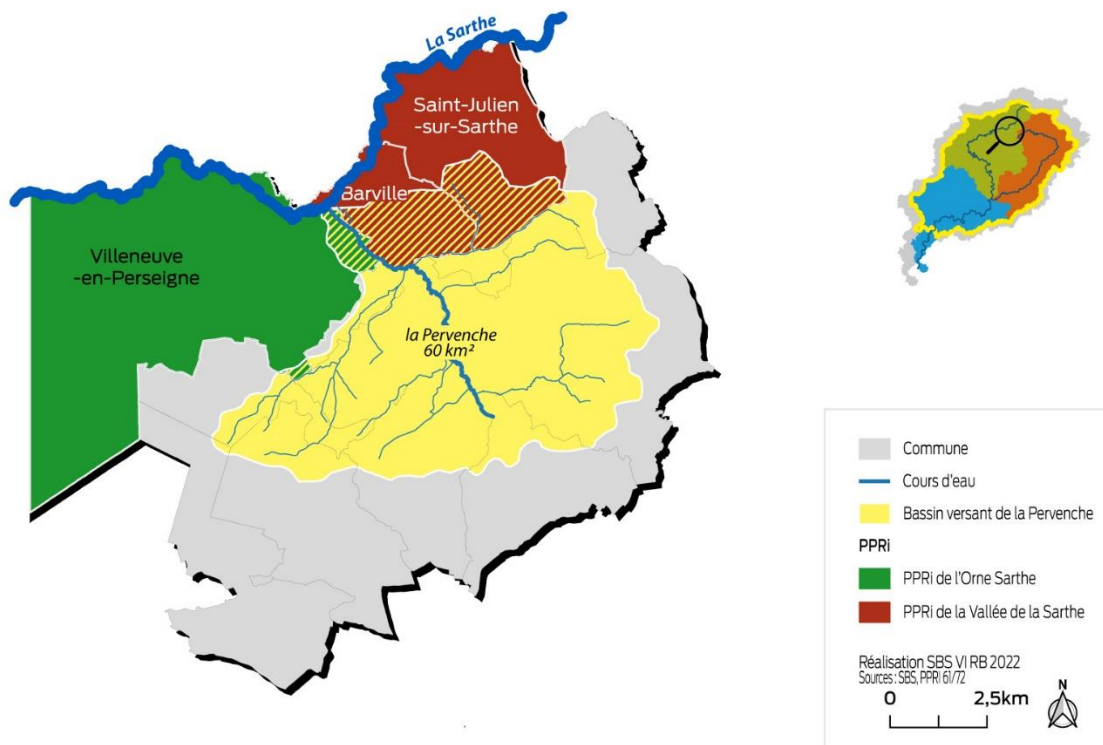 La Sarthe
Saint-Julien
-sur-Sarthe
Barville
Villeneuve
-en-Perseigne
la Pervenche
60 km²
Commune
Cours d'eau
Bassin versant de la Pervenche
PPRi
PPRi de l'Orne Sarthe
PPRi de la Vallée de la Sarthe
Réalisation SBS VI RB 2022
Sources : SBS, PPRI 61/72
0 2,5km
N